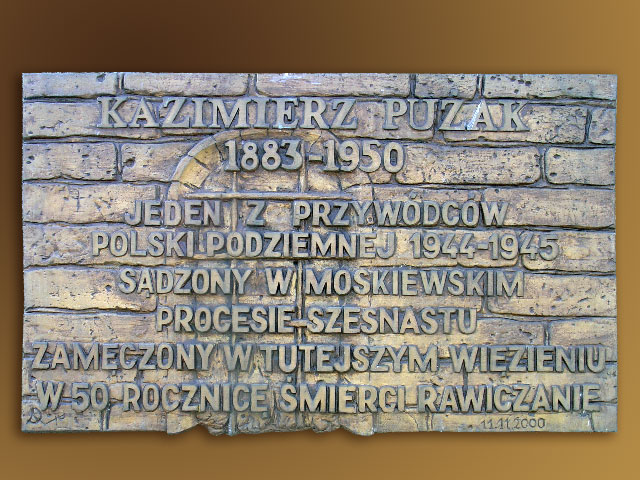 KAZIMIERZ PUŻAK
1883-1950
JEDEN Z PRZYWÓDCÓW
POLSKI PODZIEMNEJ 1944-1945
SĄDZONY W MOSKIEWSKIM
PROCESIE SZESNASTU
ZAMĘCZONY W TUTEJSZYM WIĘZIENIU
W 50 ROCZNICĘ ŚMIERCI RAWICZANIE
11.11.2000